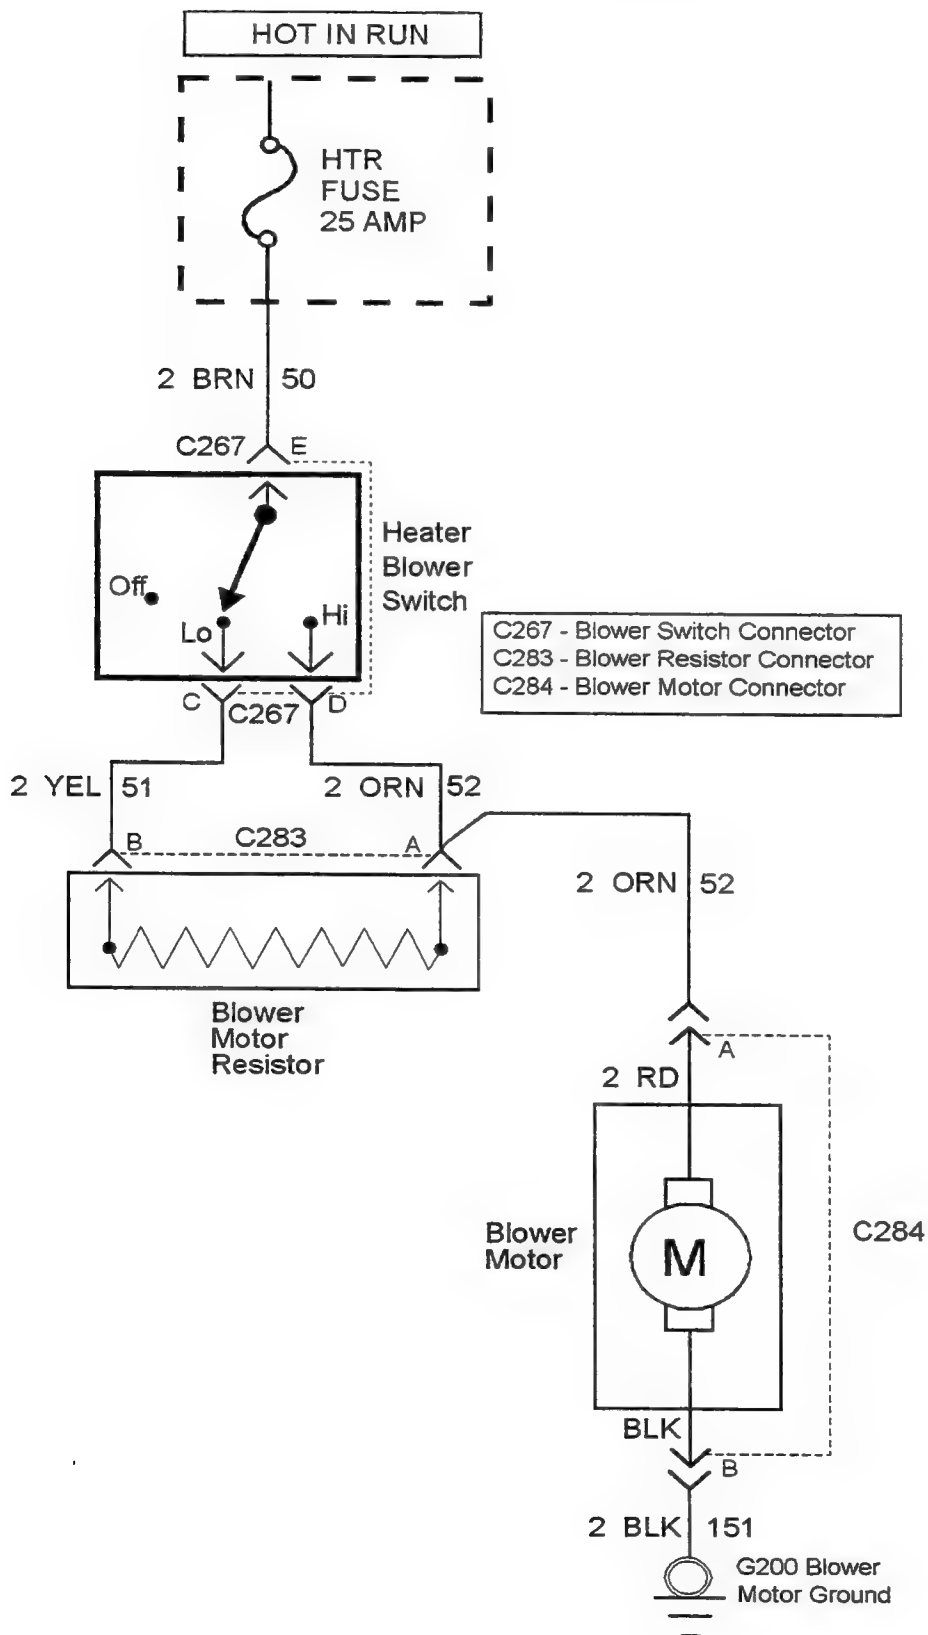 HOT IN RUN
HTR
FUSE
25 AMP
2 BRN 50
C267 E
Heater
Blower
Switch
Off
Lo
Hi
C267 - Blower Switch Connector
C283 - Blower Resistor Connector
C284 - Blower Motor Connector
C C267 D
2 YEL 51
2 ORN 52
B C283 A
2 ORN 52
Blower
Motor
Resistor
A
2 RD
Blower
Motor
M
C284
BLK
B
2 BLK 151
G200 Blower
Motor Ground